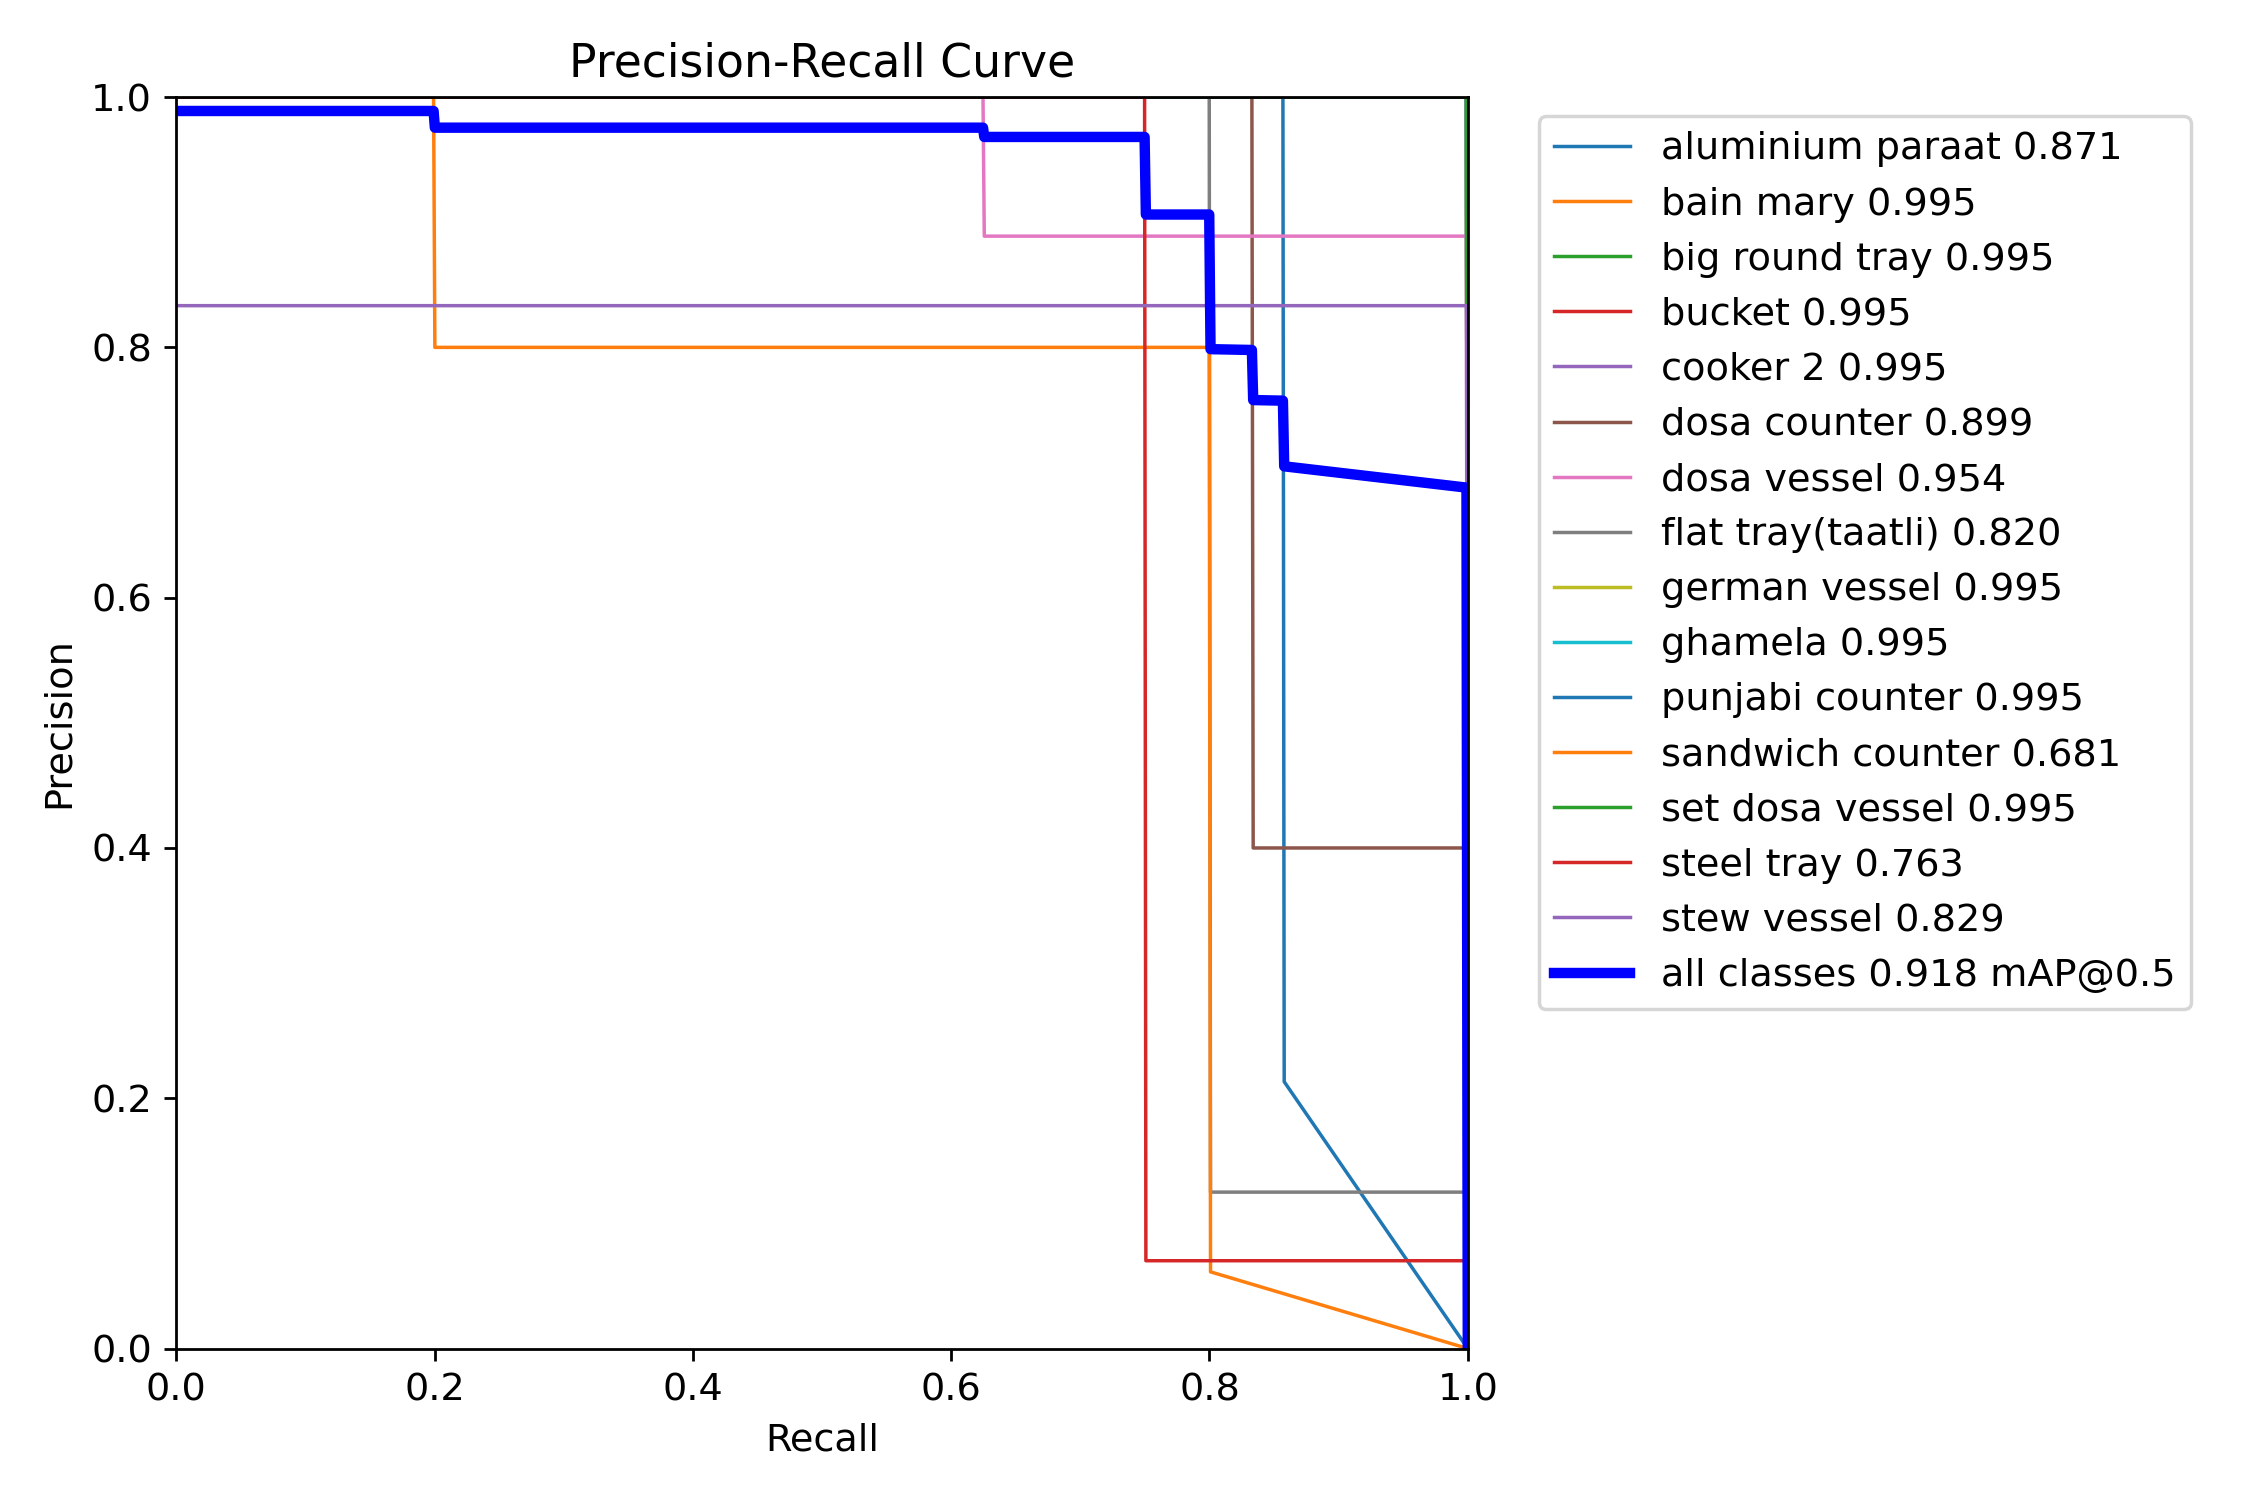 Precision-Recall Curve
1.0
0.8
0.6
0.4
0.2
0.0
Precision
0.0 0.2 0.4 0.6 0.8 1.0
Recall
aluminium paraat 0.871
bain mary 0.995
big round tray 0.995
bucket 0.995
cooker 2 0.995
dosa counter 0.899
dosa vessel 0.954
flat tray(taatli) 0.820
german vessel 0.995
ghamela 0.995
punjabi counter 0.995
sandwich counter 0.681
set dosa vessel 0.995
steel tray 0.763
stew vessel 0.829
all classes 0.918 mAP@0.5